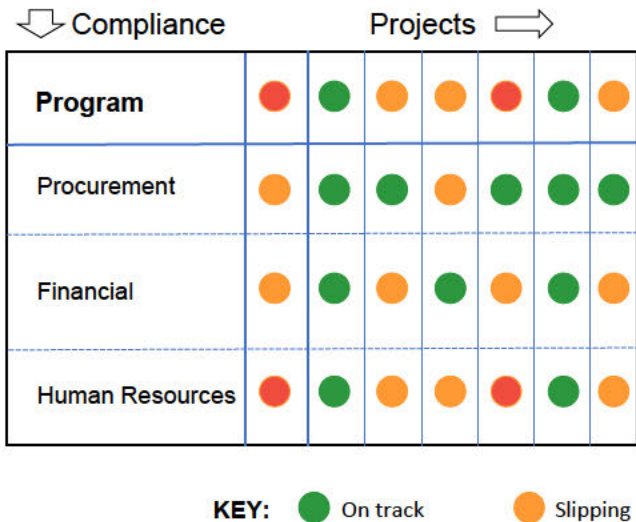 Compliance Projects
Program
Procurement
Financial
Human Resources
KEY: On track Slipping